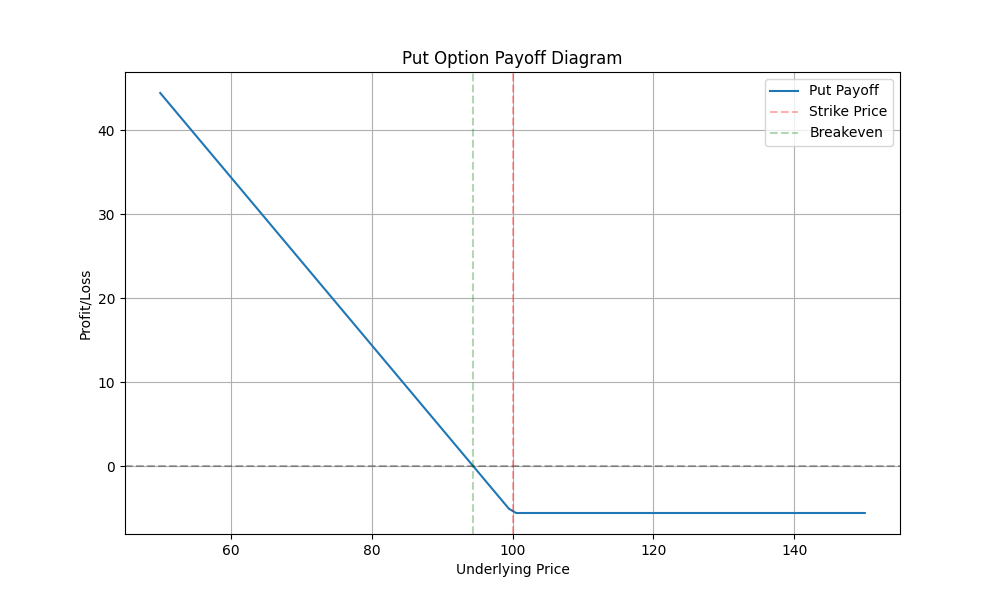 Put Option Payoff Diagram
Put Payoff
Strike Price
Breakeven
Profit/Loss
40
30
20
10
0
60
80
100
120
140
Underlying Price